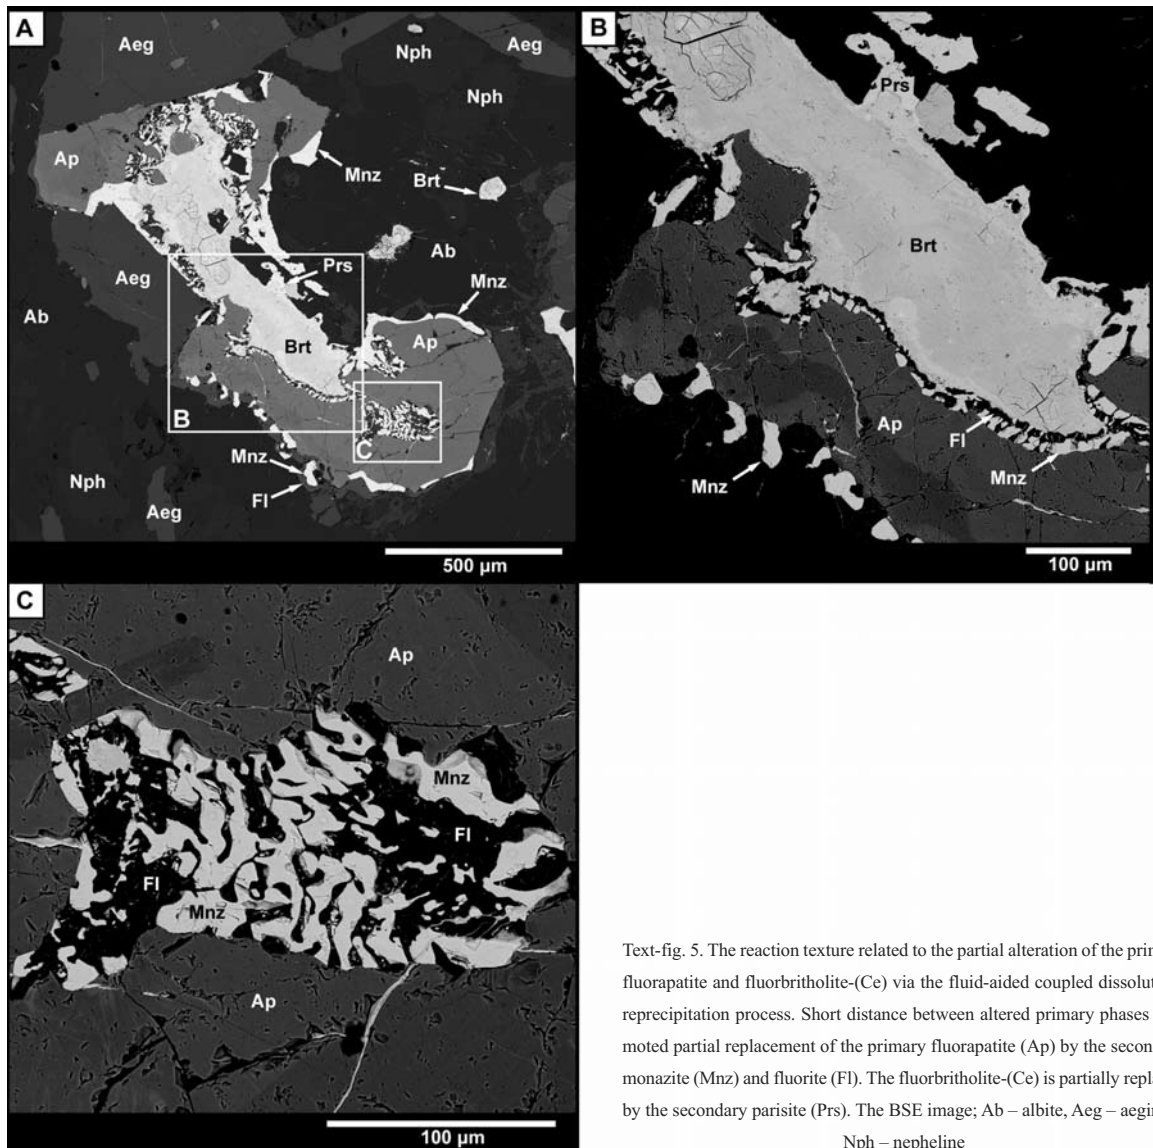 A
Aeg
Nph
Aeg
Nph
Ap
Mnz
Brt
Ab
Aeg
Prs
Mnz
Ab
Brt
Ap
B
C
Mnz
Nph
Fl
Aeg
500 µm
B
Prs
Brt
Ap
Fl
Mnz
Mnz
100 µm
C
Ap
Mnz
Fl
Fl
Mnz
Ap
100 µm
Text-fig. 5. The reaction texture related to the partial alteration of the prim
fluorapatite and fluorbritholite-(Ce) via the fluid-aided coupled dissolut
reprecipitation process. Short distance between altered primary phases
moted partial replacement of the primary fluorapatite (Ap) by the secon
monazite (Mnz) and fluorite (Fl). The fluorbritholite-(Ce) is partially repla
by the secondary parisite (Prs). The BSE image; Ab – albite, Aeg – aegir
Nph – nepheline